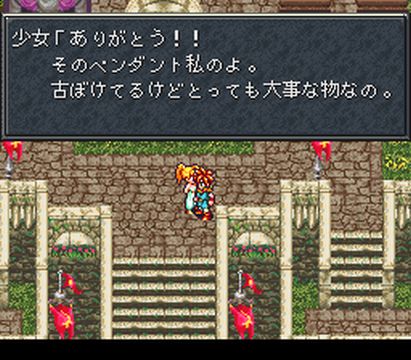 少女「ありがとう！！
そのペンダント私のよ。
古ぼけてるけどとっても大事な物なの。